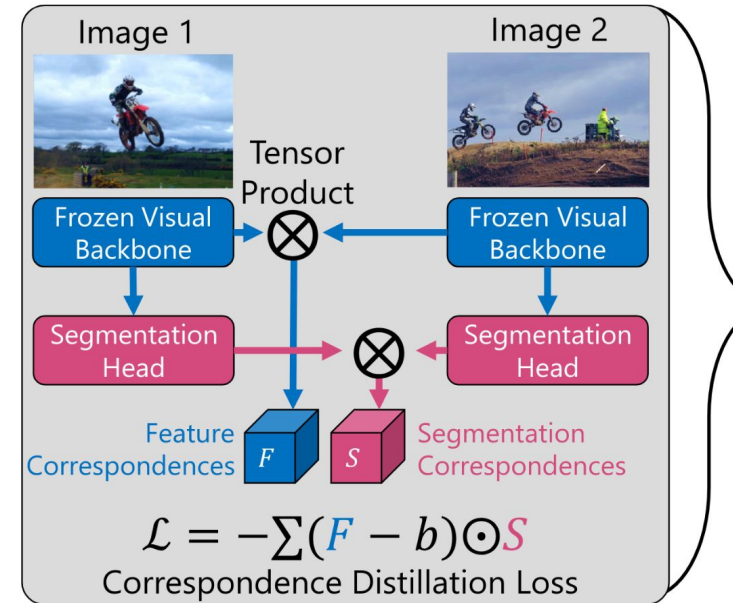 Image 1
Image 2
Tensor
Product
Frozen Visual
Backbone
Frozen Visual
Backbone
Segmentation
Head
Segmentation
Head
Feature
Correspondences
F
S
Segmentation
Correspondences
ℒ = −∑(F − b)⊙S
Correspondence Distillation Loss